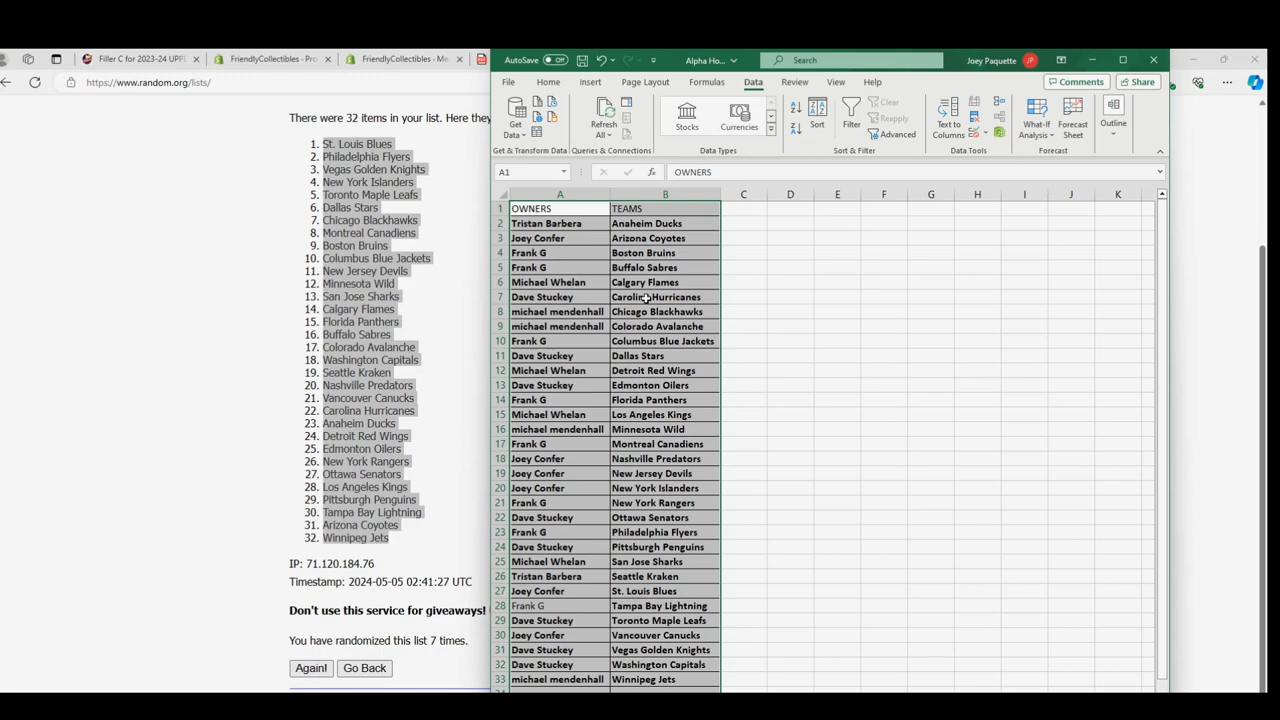 Filler C for 2023-24 UPPE
FriendlyCollectibles - Pro
FriendlyCollectibles - Me
https://www.random.org/lists/
There were 32 items in your list. Here they
1. St. Louis Blues
2. Philadelphia Flyers
3. Vegas Golden Knights
4. New York Islanders
5. Toronto Maple Leafs
6. Dallas Stars
7. Chicago Blackhawks
8. Montreal Canadiens
9. Boston Bruins
10. Columbus Blue Jackets
11. New Jersey Devils
12. Minnesota Wild
13. San Jose Sharks
14. Calgary Flames
15. Florida Panthers
16. Buffalo Sabres
17. Colorado Avalanche
18. Washington Capitals
19. Seattle Kraken
20. Nashville Predators
21. Vancouver Canucks
22. Carolina Hurricanes
23. Anaheim Ducks
24. Detroit Red Wings
25. Edmonton Oilers
26. New York Rangers
27. Ottawa Senators
28. Los Angeles Kings
29. Pittsburgh Penguins
30. Tampa Bay Lightning
31. Arizona Coyotes
32. Winnipeg Jets
IP: 71.120.184.76
Timestamp: 2024-05-05 02:41:27 UTC
Don't use this service for giveaways!
You have randomized this list 7 times.
Again! Go Back
AutoSave Off Alpha Ho... Search Joey Paquette JP
File Home Insert Page Layout Formulas Data Review View Help Comments Share
Get Data Refresh All Stocks Currencies Sort Filter Clear Reapply Advanced Text to Columns What-If Analysis Forecast Sheet Outline
Get & Transform Data Queries & Connections Data Types Sort & Filter Data Tools Forecast
A1 fx OWNERS
A B C D E F G H I J K
1 OWNERS TEAMS
2 Tristan Barbera Anaheim Ducks
3 Joey Confer Arizona Coyotes
4 Frank G Boston Bruins
5 Frank G Buffalo Sabres
6 Michael Whelan Calgary Flames
7 Dave Stuckey Carolina Hurricanes
8 michael mendenhall Chicago Blackhawks
9 michael mendenhall Colorado Avalanche
10 Frank G Columbus Blue Jackets
11 Dave Stuckey Dallas Stars
12 Michael Whelan Detroit Red Wings
13 Dave Stuckey Edmonton Oilers
14 Frank G Florida Panthers
15 Michael Whelan Los Angeles Kings
16 michael mendenhall Minnesota Wild
17 Frank G Montreal Canadiens
18 Joey Confer Nashville Predators
19 Joey Confer New Jersey Devils
20 Joey Confer New York Islanders
21 Frank G New York Rangers
22 Dave Stuckey Ottawa Senators
23 Frank G Philadelphia Flyers
24 Dave Stuckey Pittsburgh Penguins
25 Michael Whelan San Jose Sharks
26 Tristan Barbera Seattle Kraken
27 Joey Confer St. Louis Blues
28 Frank G Tampa Bay Lightning
29 Dave Stuckey Toronto Maple Leafs
30 Joey Confer Vancouver Canucks
31 Dave Stuckey Vegas Golden Knights
32 Dave Stuckey Washington Capitals
33 michael mendenhall Winnipeg Jets